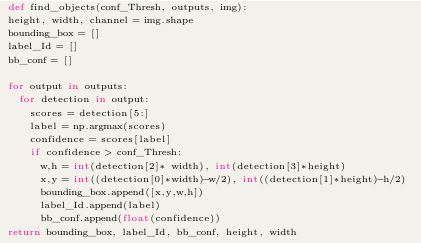 def find_objects(conf_Thresh, outputs, img):
height, width, channel = img.shape
bounding_box = []
label_Id = []
bb_conf = []

for output in outputs:
  for detection in output:
    scores = detection[5:]
    label = np.argmax(scores)
    confidence = scores[label]
    if confidence > conf_Thresh:
      w,h = int(detection[2]* width), int(detection[3]*height)
      x,y = int((detection[0]*width)–w/2), int((detection[1]*height)–h/2)
      bounding_box.append([x,y,w,h])
      label_Id.append(label)
      bb_conf.append(float(confidence))
return bounding_box, label_Id, bb_conf, height, width